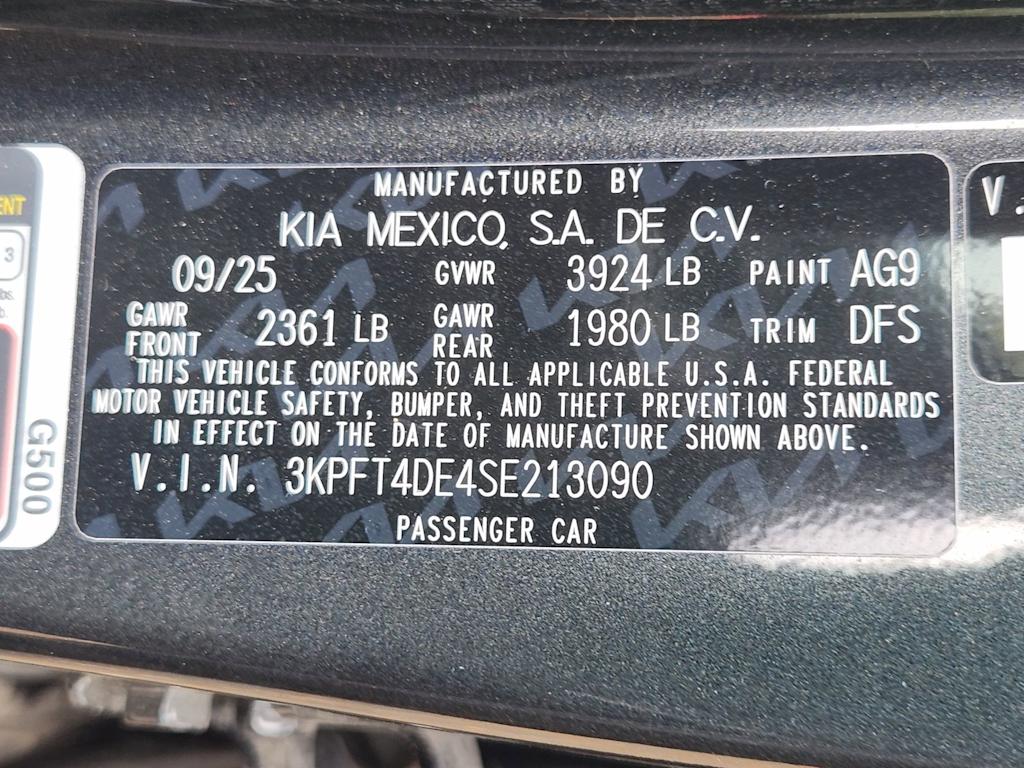 MANUFACTURED BY
KIA MEXICO, S.A. DE C.V.
09/25 GVWR 3924 LB PAINT AG9
GAWR FRONT 2361 LB GAWR REAR 1980 LB TRIM DFS
THIS VEHICLE CONFORMS TO ALL APPLICABLE U.S.A. FEDERAL
MOTOR VEHICLE SAFETY, BUMPER, AND THEFT PREVENTION STANDARDS
IN EFFECT ON THE DATE OF MANUFACTURE SHOWN ABOVE.
V.I.N. 3KPFT4DE4SE213090
PASSENGER CAR
3
G500
V.